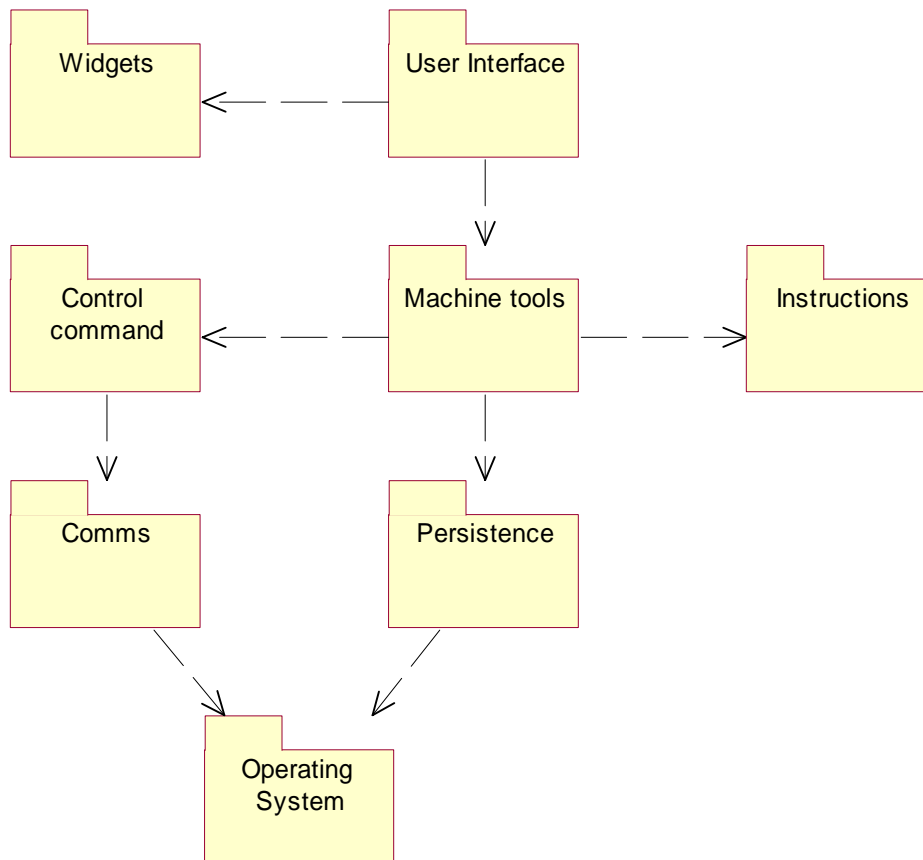 Widgets
User Interface
Control
command
Machine tools
Instructions
Comms
Persistence
Operating
System